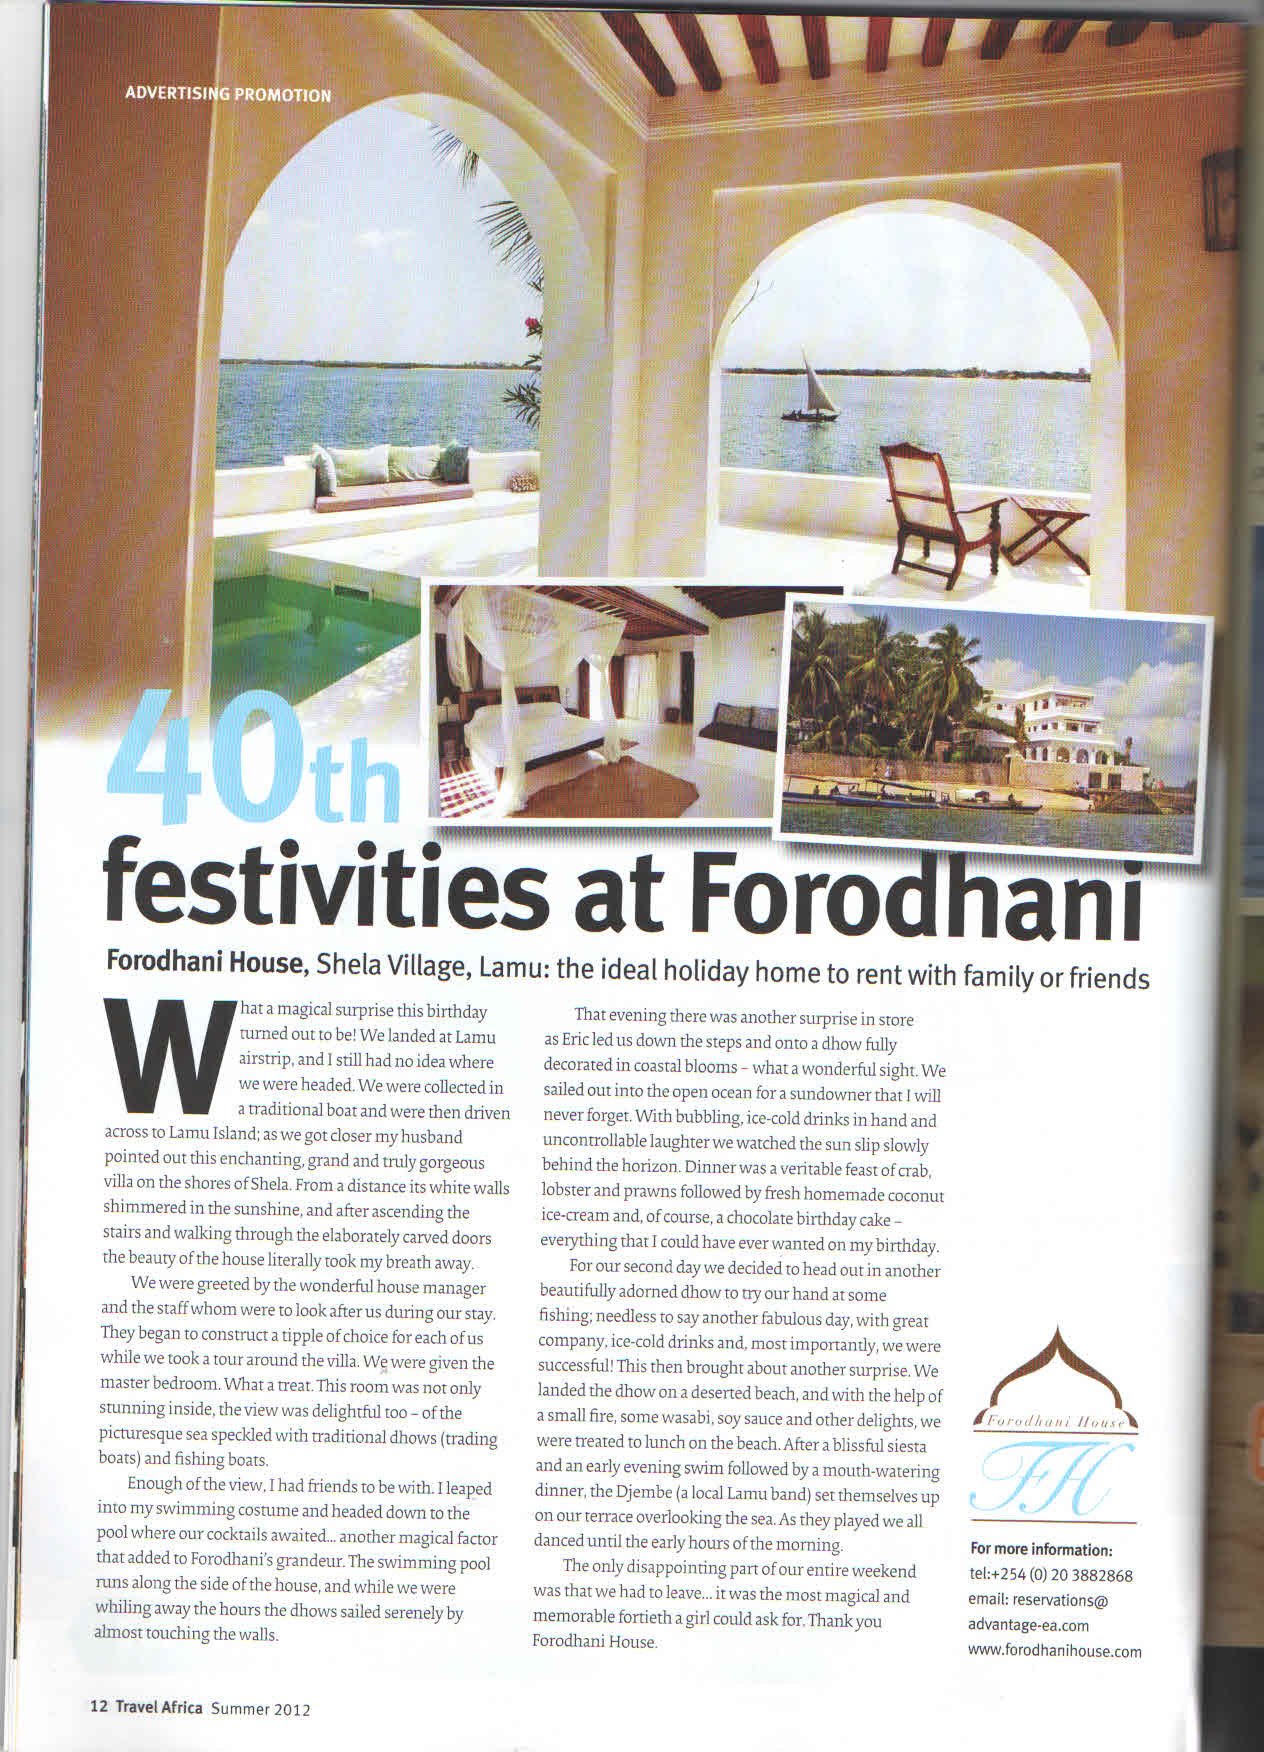 ADVERTISING PROMOTION
40th
festivities at Forodhani
Forodhani House, Shela Village, Lamu: the ideal holiday home to rent with family or friends
What a magical surprise this birthday
turned out to be! We landed at Lamu
airstrip, and I still had no idea where
we were headed. We were collected in
a traditional boat and were then driven
across to Lamu Island; as we got closer my husband
pointed out this enchanting, grand and truly gorgeous
villa on the shores of Shela. From a distance its white walls
shimmered in the sunshine, and after ascending the
stairs and walking through the elaborately carved doors
the beauty of the house literally took my breath away.
We were greeted by the wonderful house manager
and the staff whom were to look after us during our stay.
They began to construct a tipple of choice for each of us
while we took a tour around the villa. We were given the
master bedroom. What a treat. This room was not only
stunning inside, the view was delightful too – of the
picturesque sea speckled with traditional dhows (trading
boats) and fishing boats.
Enough of the view, I had friends to be with. I leaped
into my swimming costume and headed down to the
pool where our cocktails awaited... another magical factor
that added to Forodhani's grandeur. The swimming pool
runs along the side of the house, and while we were
whiling away the hours the dhows sailed serenely by
almost touching the walls.
That evening there was another surprise in store
as Eric led us down the steps and onto a dhow fully
decorated in coastal blooms – what a wonderful sight. We
sailed out into the open ocean for a sundowner that I will
never forget. With bubbling, ice-cold drinks in hand and
uncontrollable laughter we watched the sun slip slowly
behind the horizon. Dinner was a veritable feast of crab,
lobster and prawns followed by fresh homemade coconut
ice-cream and, of course, a chocolate birthday cake –
everything that I could have ever wanted on my birthday.
For our second day we decided to head out in another
beautifully adorned dhow to try our hand at some
fishing; needless to say another fabulous day, with great
company, ice-cold drinks and, most importantly, we were
successful! This then brought about another surprise. We
landed the dhow on a deserted beach, and with the help of
a small fire, some wasabi, soy sauce and other delights, we
were treated to lunch on the beach. After a blissful siesta
and an early evening swim followed by a mouth-watering
dinner, the Djembe (a local Lamu band) set themselves up
on our terrace overlooking the sea. As they played we all
danced until the early hours of the morning.
The only disappointing part of our entire weekend
was that we had to leave... it was the most magical and
memorable fortieth a girl could ask for. Thank you
Forodhani House.
Forodhani House
FH
For more information:
tel:+254 (0) 20 3882868
email: reservations@
advantage-ea.com
www.forodhanihouse.com
12 Travel Africa Summer 2012